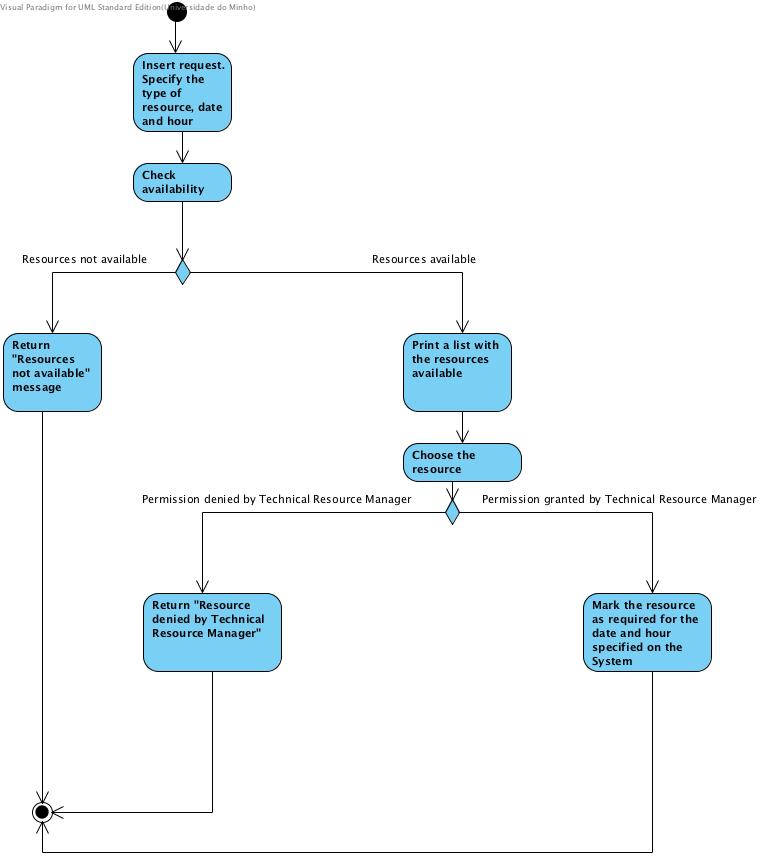 Visual Paradigm for UML Standard Edition(Universidade do Minho)
Insert request.
Specify the
type of
resource, date
and hour
Check
availability
Resources not available
Resources available
Return
"Resources
not available"
message
Print a list with
the resources
available
Choose the
resource
Permission denied by Technical Resource Manager
Permission granted by Technical Resource Manager
Return "Resource
denied by Technical
Resource Manager"
Mark the resource
as required for the
date and hour
specified on the
System